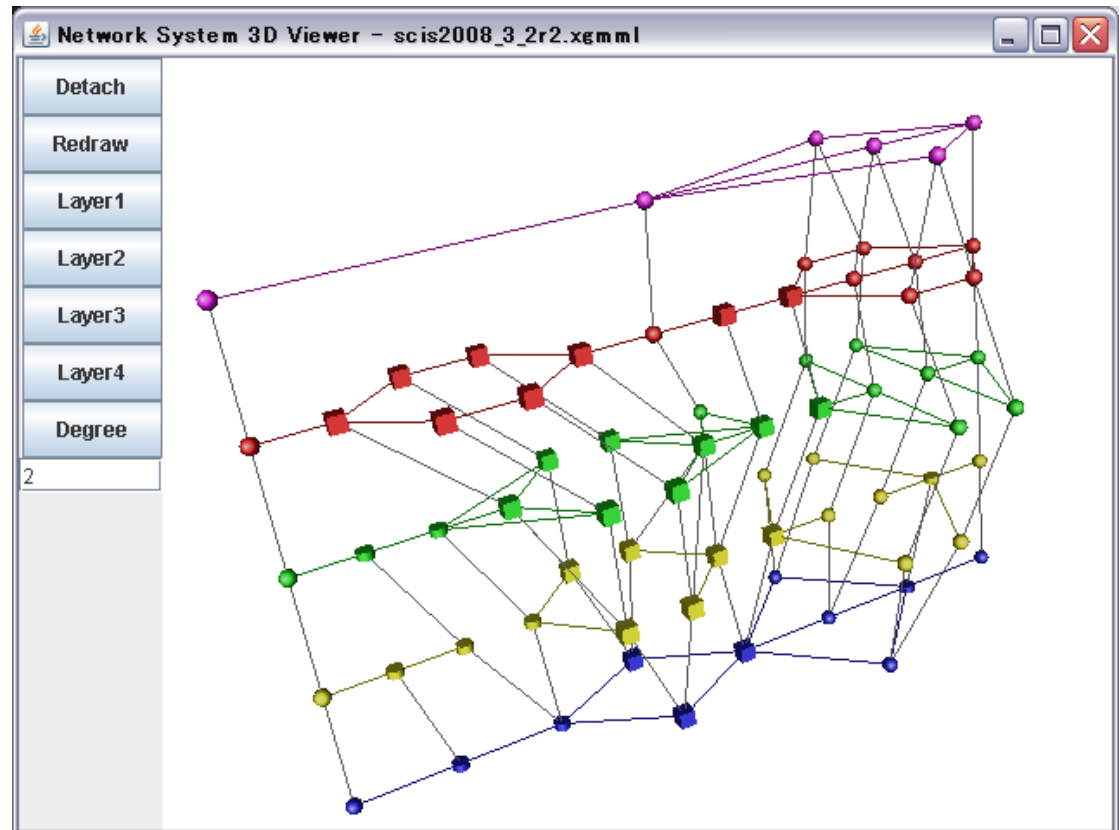 Network System 3D Viewer - scis2008_3_2r2.xgmml
Detach
Redraw
Layer1
Layer2
Layer3
Layer4
Degree
2